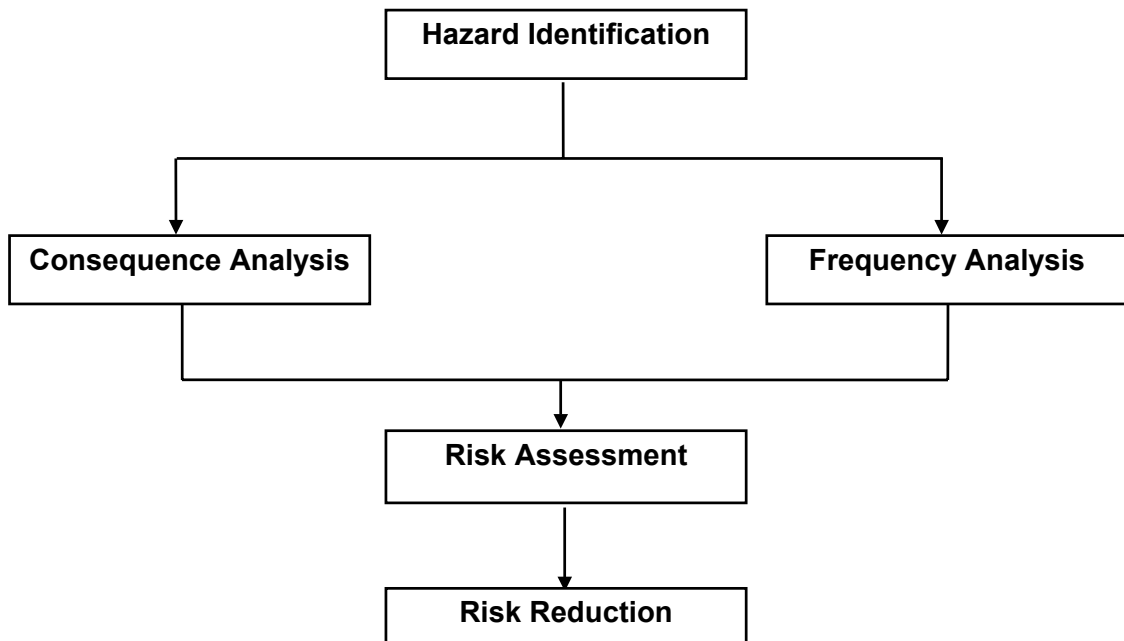 Hazard Identification
Consequence Analysis
Frequency Analysis
Risk Assessment
Risk Reduction